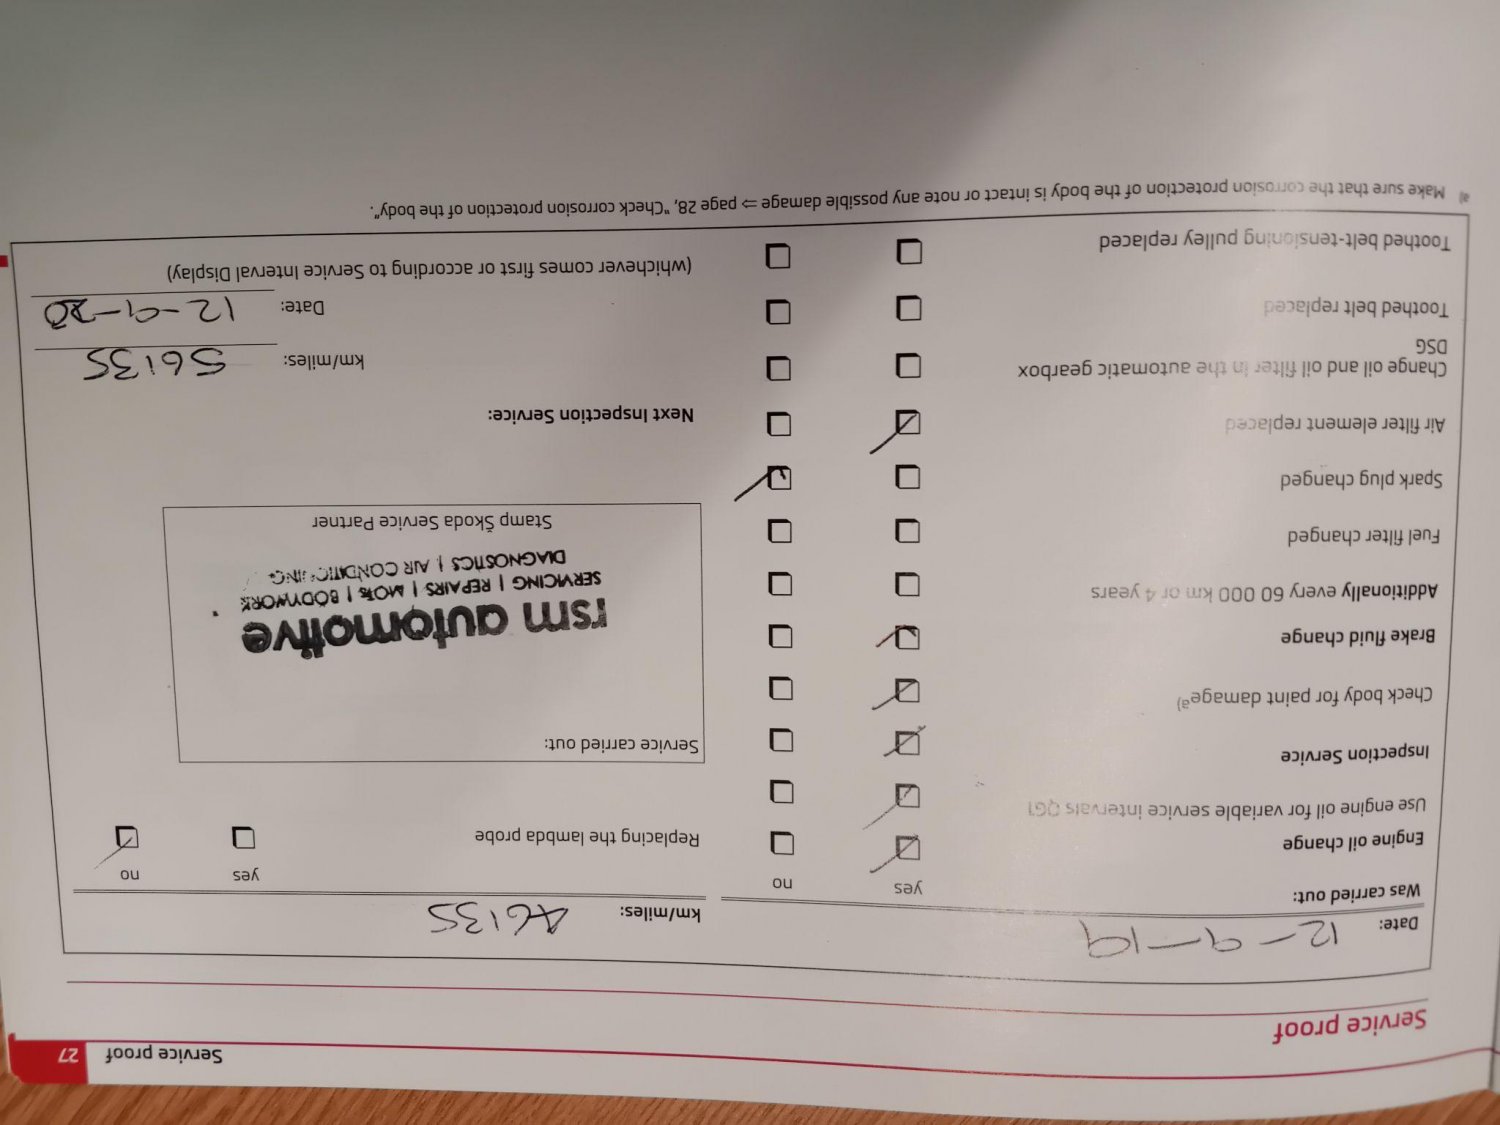 Service proof 27
Service proof
Date: 12-9-19
km/miles: 46135
Was carried out:
yes no
Engine oil change
Use engine oil for variable service intervals QG1
Inspection Service
Check body for paint damage a)
Brake fluid change
Additionally every 60 000 km or 4 years
Fuel filter changed
Spark plug changed
Air filter element replaced
Change oil and oil filter in the automatic gearbox
DSG
Toothed belt replaced
Toothed belt-tensioning pulley replaced
yes no
Replacing the lambda probe
Service carried out:
rsm automotive
SERVICING | REPAIRS | MOTs | BODYWORK
DIAGNOSTICS | AIR CONDITIONING
Stamp Škoda Service Partner
Next Inspection Service:
km/miles: 56135
Date: 12-9-20
(whichever comes first or according to Service Interval Display)
a) Make sure that the corrosion protection of the body is intact or note any possible damage ⇒ page 28, "Check corrosion protection of the body".